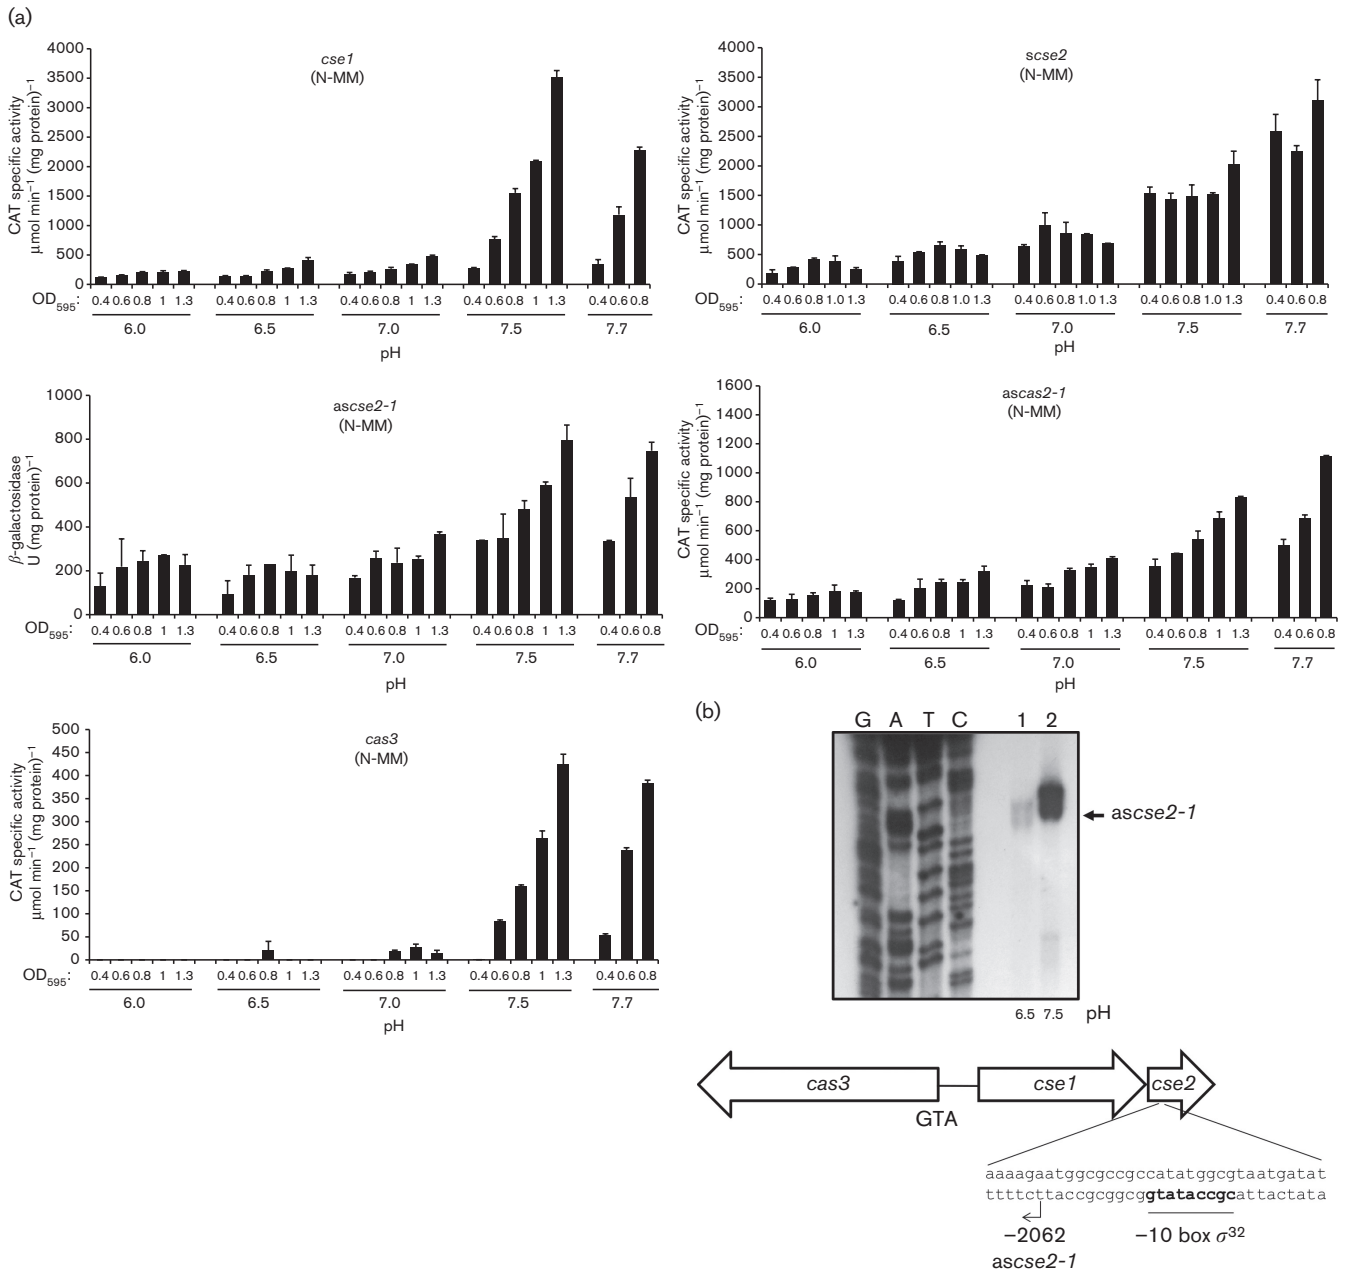 (a)
cse1
(N-MM)
CAT specific activity
µmol min⁻¹ (mg protein)⁻¹
4000
3500
3000
2500
2000
1500
1000
500
0
OD₅₉₅:
0.4 0.6 0.8 1 1.3 0.4 0.6 0.8 1 1.3 0.4 0.6 0.8 1 1.3 0.4 0.6 0.8 1 1.3 0.4 0.6 0.8
6.0 6.5 7.0 7.5 7.7
pH
scse2
(N-MM)
CAT specific activity
µmol min⁻¹ (mg protein)⁻¹
4000
3500
3000
2500
2000
1500
1000
500
0
OD₅₉₅:
0.4 0.6 0.8 1.0 1.3 0.4 0.6 0.8 1.0 1.3 0.4 0.6 0.8 1.0 1.3 0.4 0.6 0.8 1.0 1.3 0.4 0.6 0.8
6.0 6.5 7.0 7.5 7.7
pH
ascse2-1
(N-MM)
β-galactosidase
U (mg protein)⁻¹
1000
800
600
400
200
0
OD₅₉₅:
0.4 0.6 0.8 1 1.3 0.4 0.6 0.8 1 1.3 0.4 0.6 0.8 1 1.3 0.4 0.6 0.8 1 1.3 0.4 0.6 0.8
6.0 6.5 7.0 7.5 7.7
pH
ascas2-1
(N-MM)
CAT specific activity
µmol min⁻¹ (mg protein)⁻¹
1600
1400
1200
1000
800
600
400
200
0
OD₅₉₅:
0.4 0.6 0.8 1 1.3 0.4 0.6 0.8 1 1.3 0.4 0.6 0.8 1 1.3 0.4 0.6 0.8 1 1.3 0.4 0.6 0.8
6.0 6.5 7.0 7.5 7.7
pH
cas3
(N-MM)
CAT specific activity
µmol min⁻¹ (mg protein)⁻¹
500
450
400
350
300
250
200
150
100
50
0
OD₅₉₅:
0.4 0.6 0.8 1 1.3 0.4 0.6 0.8 1 1.3 0.4 0.6 0.8 1 1.3 0.4 0.6 0.8 1 1.3 0.4 0.6 0.8
6.0 6.5 7.0 7.5 7.7
pH
(b)
G A T C 1 2
ascse2-1
6.5 7.5 pH
cas3 cse1 cse2
GTA
aaaagaatggcgccgccatatggcgtaatgatat
ttttcttaccgcggcggtataccgcattactata
−2062 −10 box σ³²
ascse2-1